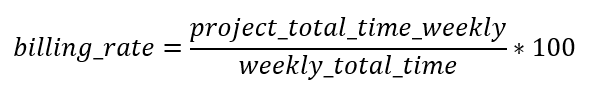 billing_rate = project_total_time_weekly / weekly_total_time * 100